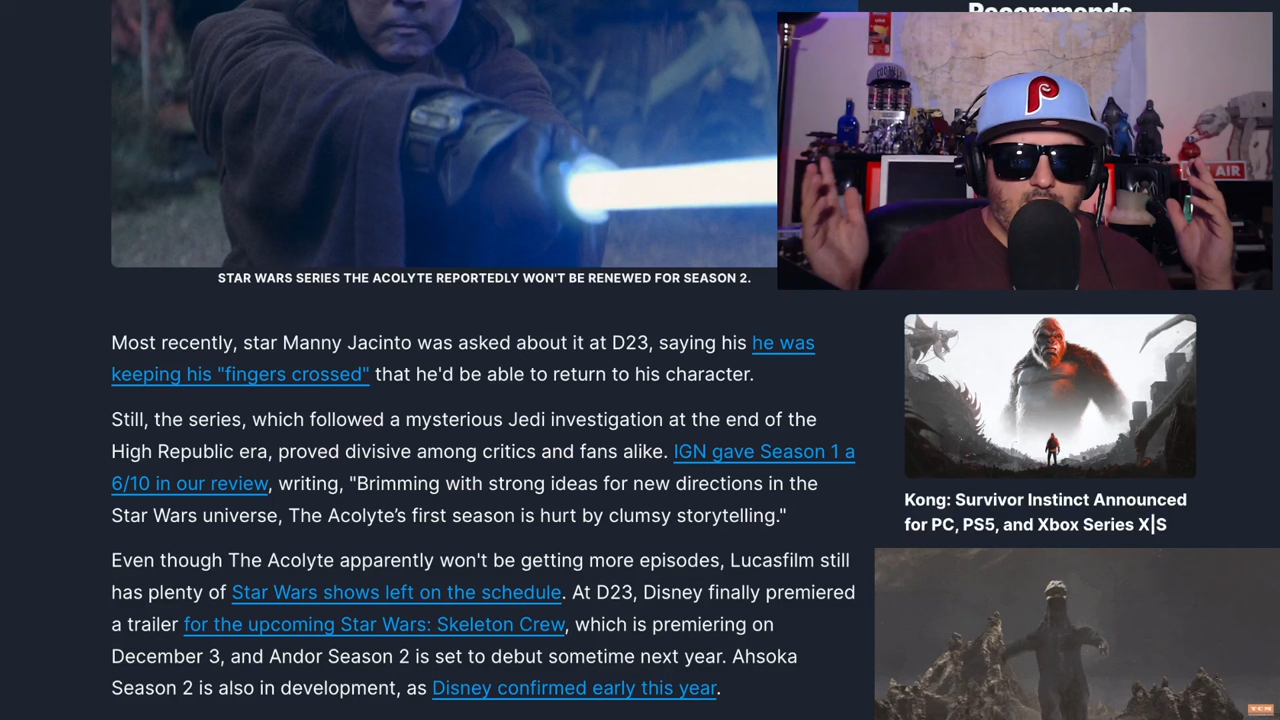 Recommends
P
AIR
STAR WARS SERIES THE ACOLYTE REPORTEDLY WON'T BE RENEWED FOR SEASON 2.
Most recently, star Manny Jacinto was asked about it at D23, saying his he was
keeping his "fingers crossed" that he'd be able to return to his character.
Still, the series, which followed a mysterious Jedi investigation at the end of the
High Republic era, proved divisive among critics and fans alike. IGN gave Season 1 a
6/10 in our review, writing, "Brimming with strong ideas for new directions in the
Star Wars universe, The Acolyte’s first season is hurt by clumsy storytelling."
Even though The Acolyte apparently won't be getting more episodes, Lucasfilm still
has plenty of Star Wars shows left on the schedule. At D23, Disney finally premiered
a trailer for the upcoming Star Wars: Skeleton Crew, which is premiering on
December 3, and Andor Season 2 is set to debut sometime next year. Ahsoka
Season 2 is also in development, as Disney confirmed early this year.
Kong: Survivor Instinct Announced
for PC, PS5, and Xbox Series X|S
TCM